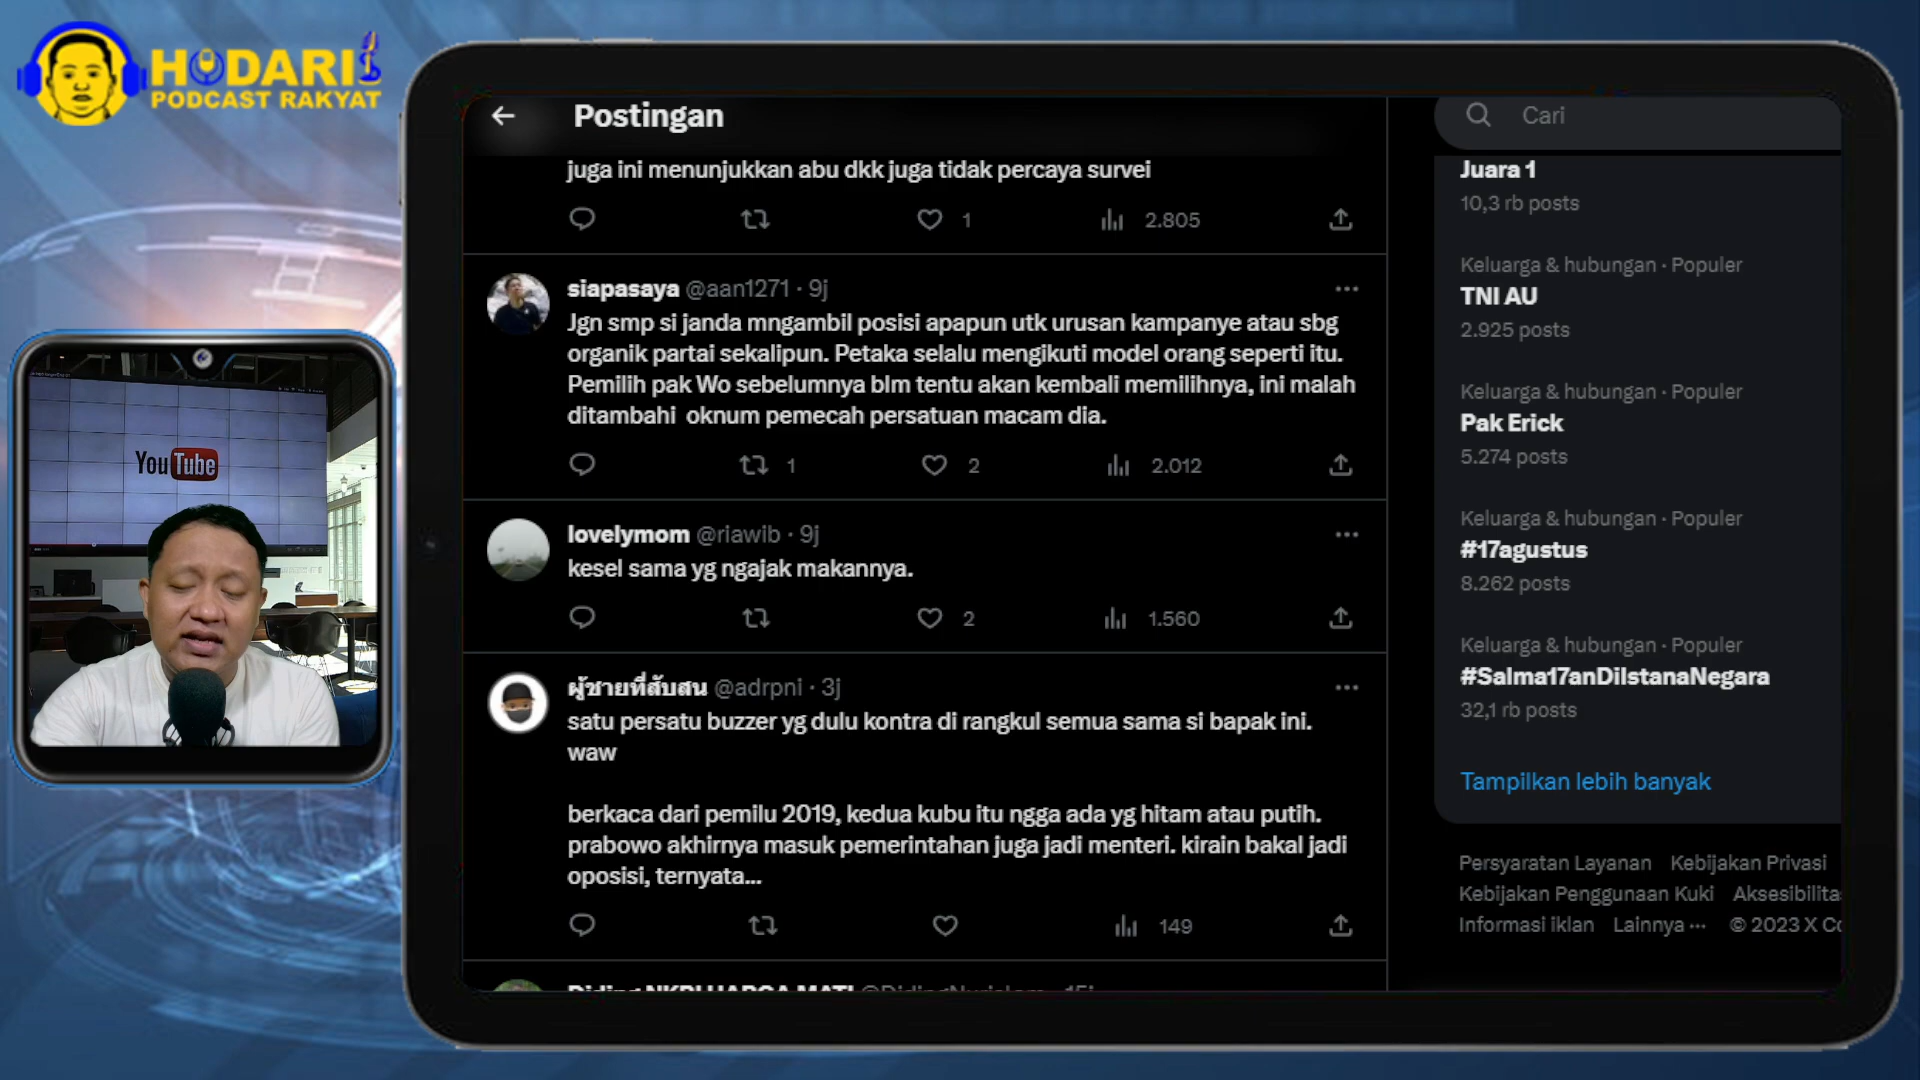 HODARI
PODCAST RAKYAT
YouTube
Postingan
juga ini menunjukkan abu dkk juga tidak percaya survei
1
2.805
siapasaya @aan1271 · 9j
Jgn smp si janda mngambil posisi apapun utk urusan kampanye atau sbg
organik partai sekalipun. Petaka selalu mengikuti model orang seperti itu.
Pemilih pak Wo sebelumnya blm tentu akan kembali memilihnya, ini malah
ditambahi oknum pemecah persatuan macam dia.
1
2
2.012
lovelymom @riawib · 9j
kesel sama yg ngajak makannya.
2
1.560
ผู้ชายที่สับสน @adrpni · 3j
satu persatu buzzer yg dulu kontra di rangkul semua sama si bapak ini.
waw
berkaca dari pemilu 2019, kedua kubu itu ngga ada yg hitam atau putih.
prabowo akhirnya masuk pemerintahan juga jadi menteri. kirain bakal jadi
oposisi, ternyata...
149
Cari
Juara 1
10,3 rb posts
Keluarga & hubungan · Populer
TNI AU
2.925 posts
Keluarga & hubungan · Populer
Pak Erick
5.274 posts
Keluarga & hubungan · Populer
#17agustus
8.262 posts
Keluarga & hubungan · Populer
#Salma17anDiIstanaNegara
32,1 rb posts
Tampilkan lebih banyak
Persyaratan Layanan Kebijakan Privasi
Kebijakan Penggunaan Kuki Aksesibilitas
Informasi iklan Lainnya ··· © 2023 X Co